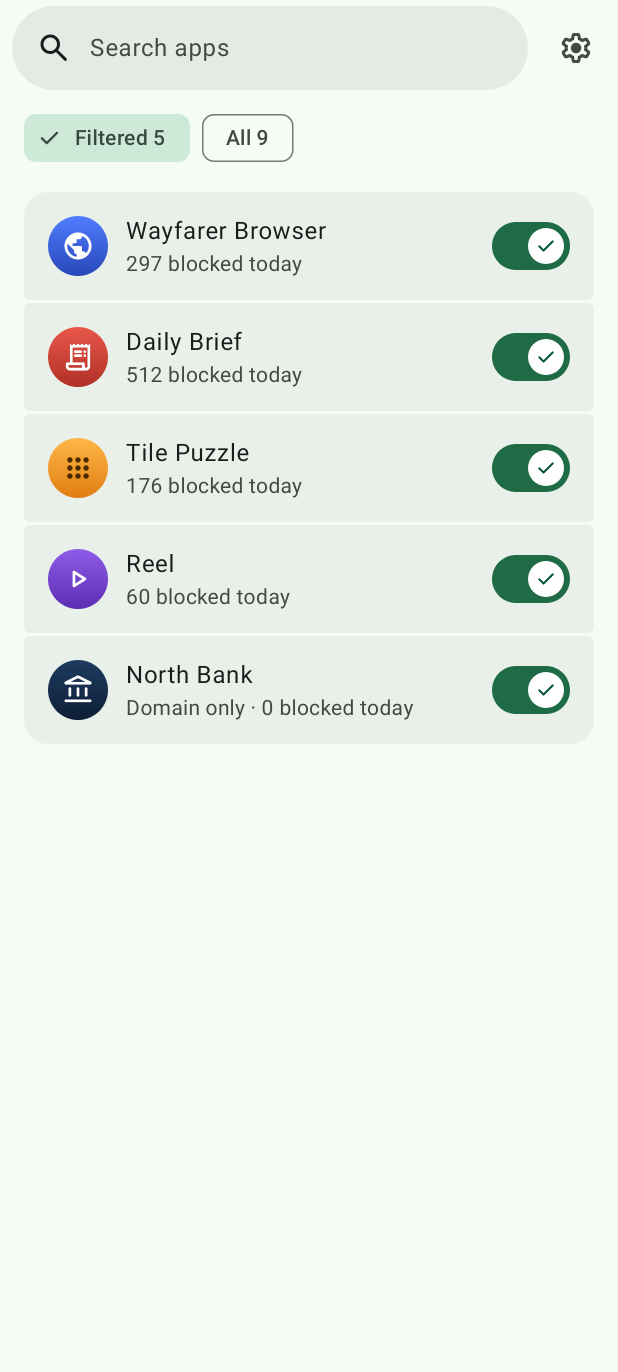 Search apps
Filtered 5
All 9
Wayfarer Browser
297 blocked today
Daily Brief
512 blocked today
Tile Puzzle
176 blocked today
Reel
60 blocked today
North Bank
Domain only · 0 blocked today